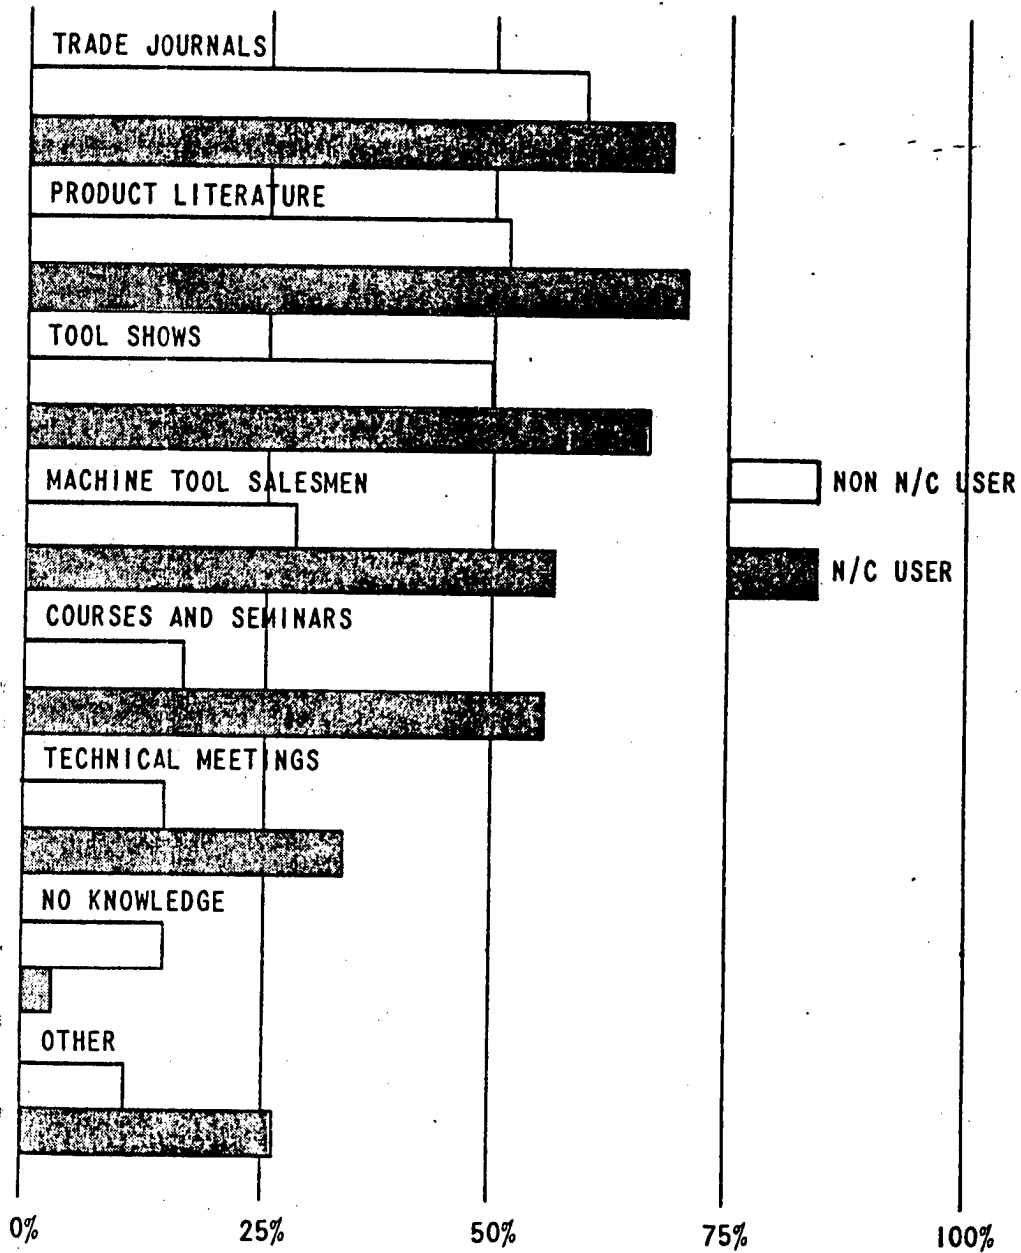 TRADE JOURNALS
PRODUCT LITERATURE
TOOL SHOWS
MACHINE TOOL SALESMEN
NON N/C USER
N/C USER
COURSES AND SEMINARS
TECHNICAL MEETINGS
NO KNOWLEDGE
OTHER
0% 25% 50% 75% 100%